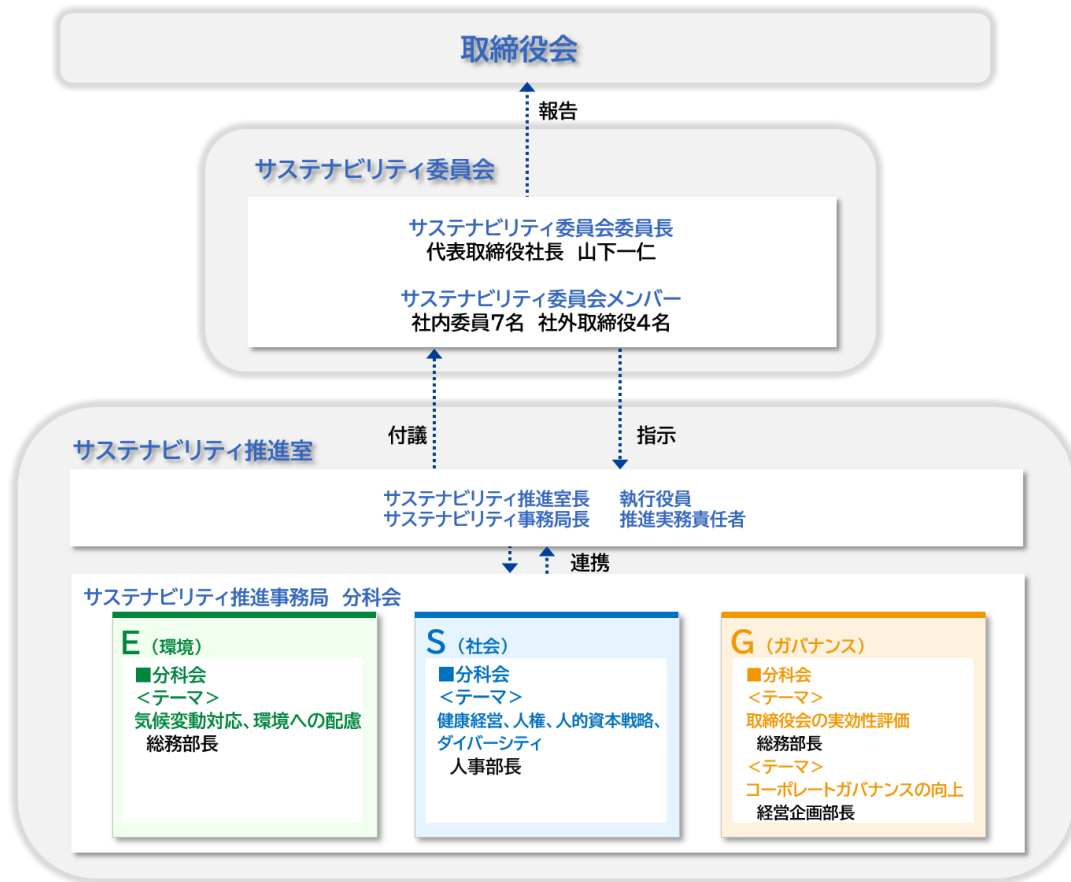 取締役会
報告
サステナビリティ委員会
サステナビリティ委員会委員長
代表取締役社長 山下一仁
サステナビリティ委員会メンバー
社内委員7名 社外取締役4名
付議
指示
サステナビリティ推進室
サステナビリティ推進室長 執行役員
サステナビリティ事務局長 推進実務責任者
連携
サステナビリティ推進事務局 分科会
E（環境）
■分科会
＜テーマ＞
気候変動対応、環境への配慮
総務部長
S（社会）
■分科会
＜テーマ＞
健康経営、人権、人的資本戦略、
ダイバーシティ
人事部長
G（ガバナンス）
■分科会
＜テーマ＞
取締役会の実効性評価
総務部長
＜テーマ＞
コーポレートガバナンスの向上
経営企画部長